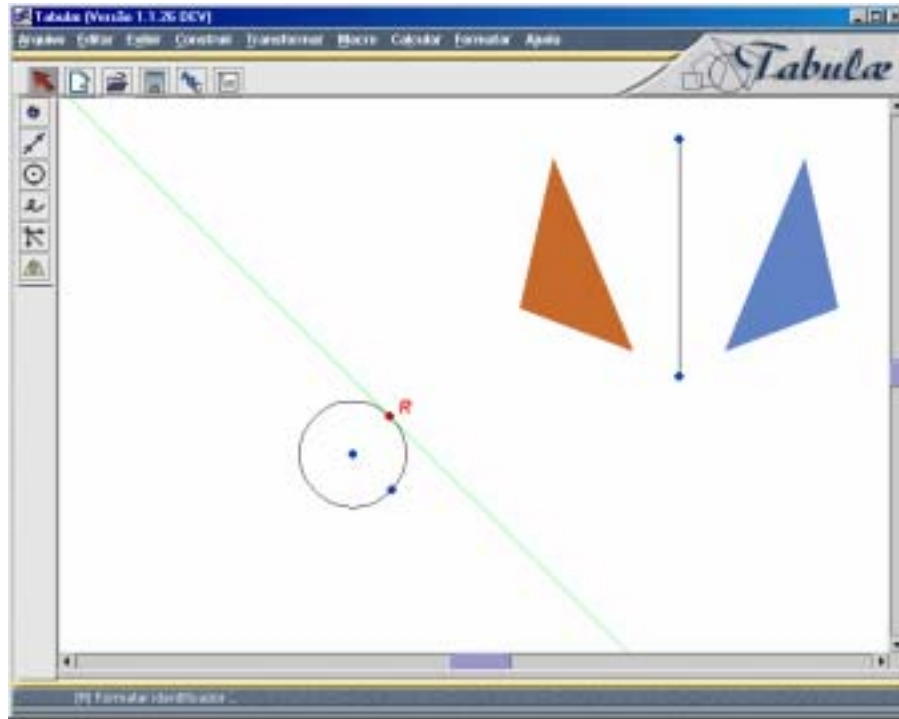 Tabulæ (Versão 1.1.26 DEV)
Arquivo Editar Exibir Construir Transformar Macro Calcular Formatar Ajuda
Tabulæ
R
[R] Formatar identificador ...